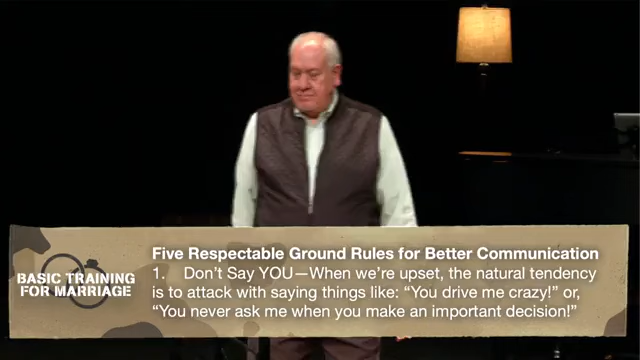 BASIC TRAINING
FOR MARRIAGE
Five Respectable Ground Rules for Better Communication
1. Don't Say YOU—When we're upset, the natural tendency
is to attack with saying things like: “You drive me crazy!” or,
“You never ask me when you make an important decision!”